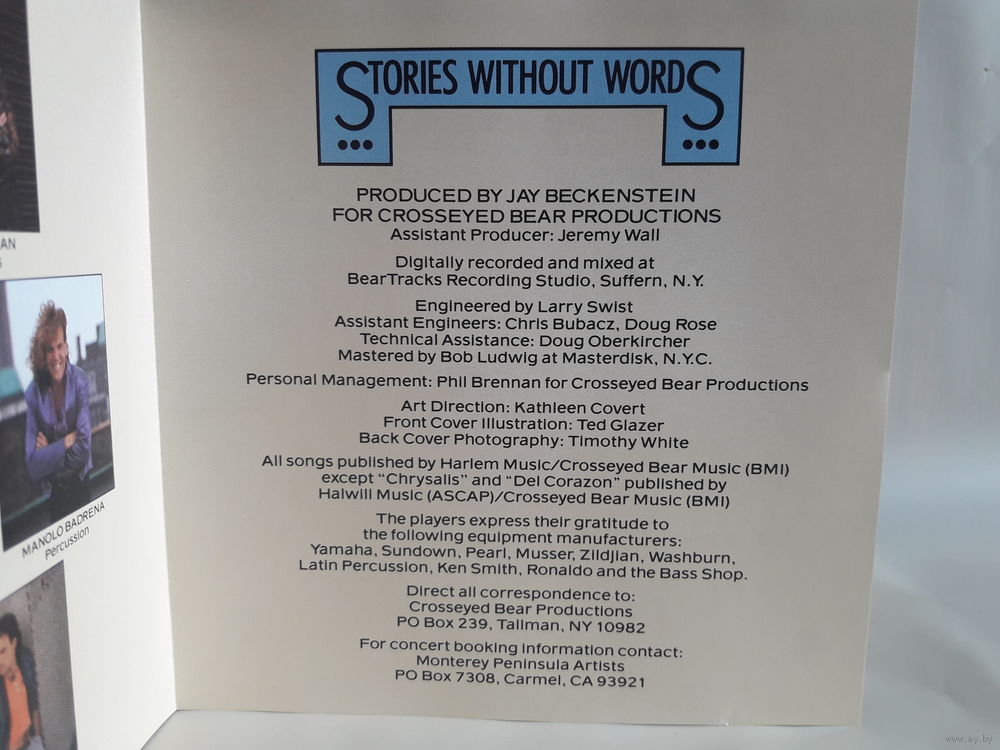 AN
S
MANOLO BADRENA
Percussion
STORIES WITHOUT WORDS
PRODUCED BY JAY BECKENSTEIN
FOR CROSSEYED BEAR PRODUCTIONS
Assistant Producer: Jeremy Wall
Digitally recorded and mixed at
BearTracks Recording Studio, Suffern, N.Y.
Engineered by Larry Swist
Assistant Engineers: Chris Bubacz, Doug Rose
Technical Assistance: Doug Oberkircher
Mastered by Bob Ludwig at Masterdisk, N.Y.C.
Personal Management: Phil Brennan for Crosseyed Bear Productions
Art Direction: Kathleen Covert
Front Cover Illustration: Ted Glazer
Back Cover Photography: Timothy White
All songs published by Harlem Music/Crosseyed Bear Music (BMI)
except “Chrysalis” and “Del Corazon” published by
Halwill Music (ASCAP)/Crosseyed Bear Music (BMI)
The players express their gratitude to
the following equipment manufacturers:
Yamaha, Sundown, Pearl, Musser, Zildjian, Washburn,
Latin Percussion, Ken Smith, Ronaldo and the Bass Shop.
Direct all correspondence to:
Crosseyed Bear Productions
PO Box 239, Tallman, NY 10982
For concert booking information contact:
Monterey Peninsula Artists
PO Box 7308, Carmel, CA 93921
www.ay.by